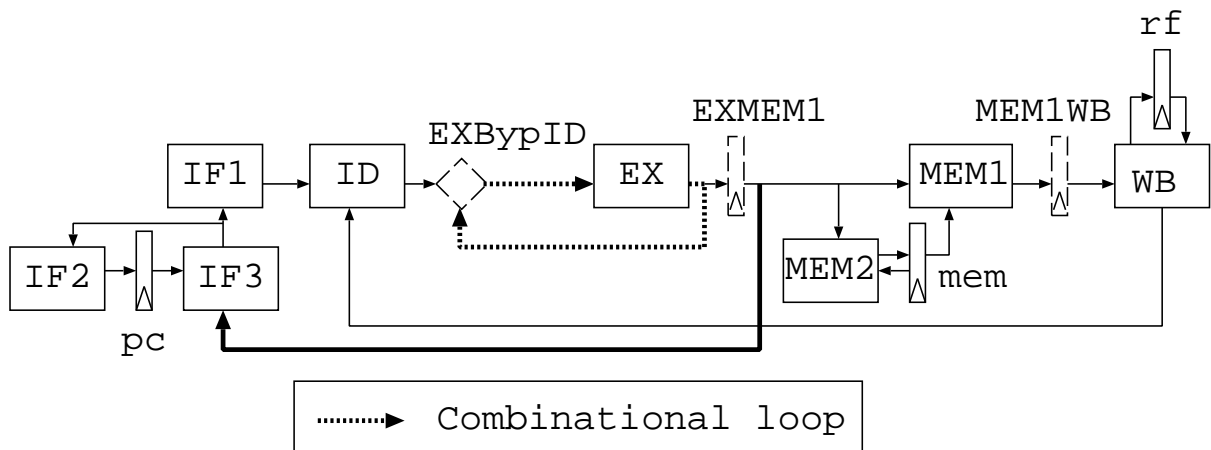 rf
EXMEM1
MEM1WB
EXBypID
IF1
ID
EX
MEM1
WB
IF2
IF3
MEM2
mem
pc
Combinational loop